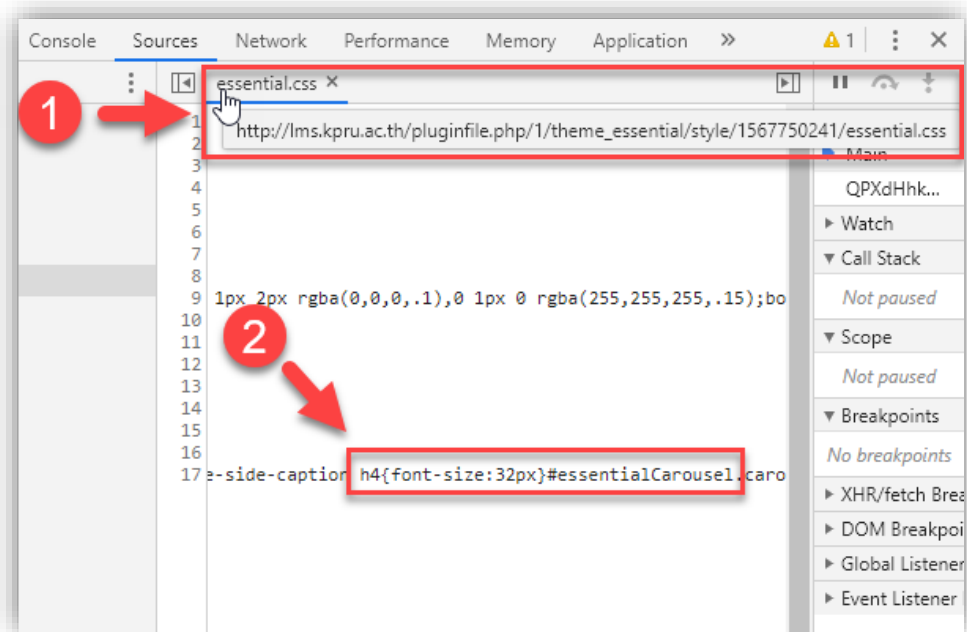 Console Sources Network Performance Memory Application » 1
essential.css ×
1
http://lms.kpru.ac.th/pluginfile.php/1/theme_essential/style/1567750241/essential.css
1
2
3
Main
4
QPXdHhk...
5
6
Watch
7
Call Stack
8
9 1px 2px rgba(0,0,0,.1),0 1px 0 rgba(255,255,255,.15);bo
Not paused
10
11
2
Scope
12
13
Not paused
14
Breakpoints
15
16
No breakpoints
17 e-side-caption h4{font-size:32px}#essentialCarousel.caro
XHR/fetch Brea
DOM Breakpoi
Global Listener
Event Listener